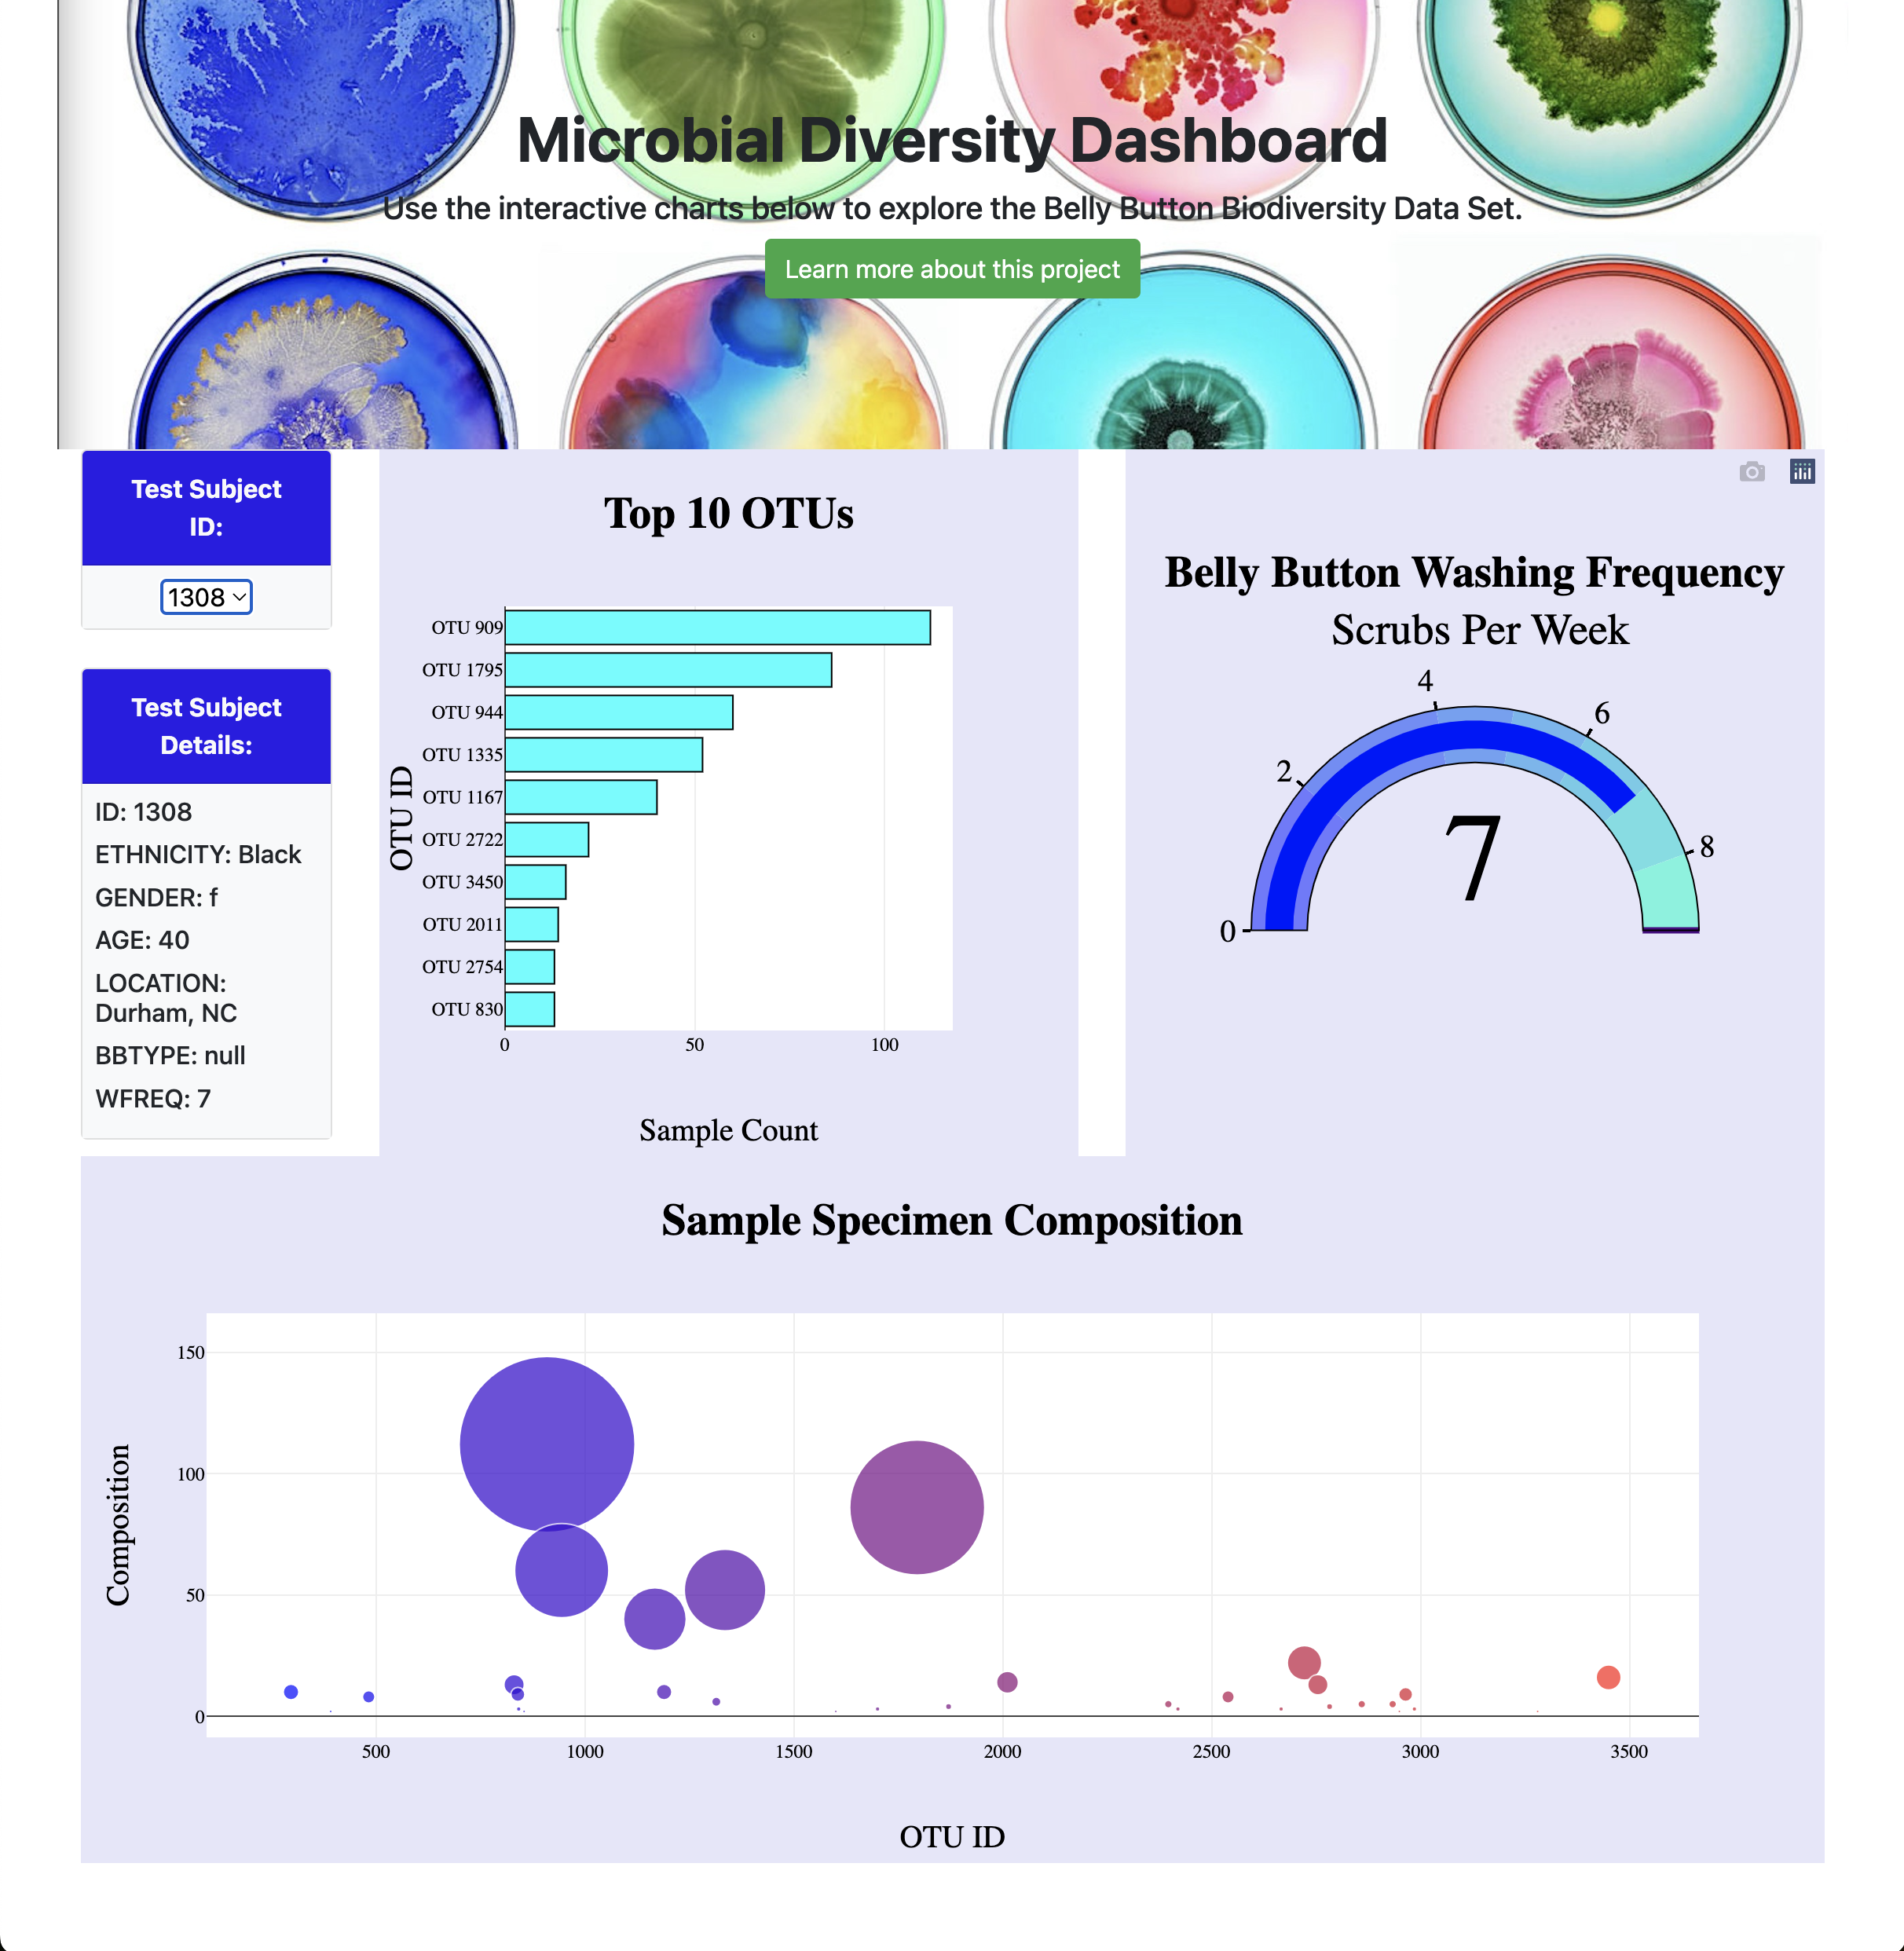 Microbial Diversity Dashboard
Use the interactive charts below to explore the Belly Button Biodiversity Data Set.
Learn more about this project
Test Subject
ID:
1308
Test Subject
Details:
ID: 1308
ETHNICITY: Black
GENDER: f
AGE: 40
LOCATION:
Durham, NC
BBTYPE: null
WFREQ: 7
Top 10 OTUs
OTU ID
OTU 909
OTU 1795
OTU 944
OTU 1335
OTU 1167
OTU 2722
OTU 3450
OTU 2011
OTU 2754
OTU 830
0 50 100
Sample Count
Belly Button Washing Frequency
Scrubs Per Week
0 2 4 6 8
7
Sample Specimen Composition
Composition
150
100
50
0
500 1000 1500 2000 2500 3000 3500
OTU ID